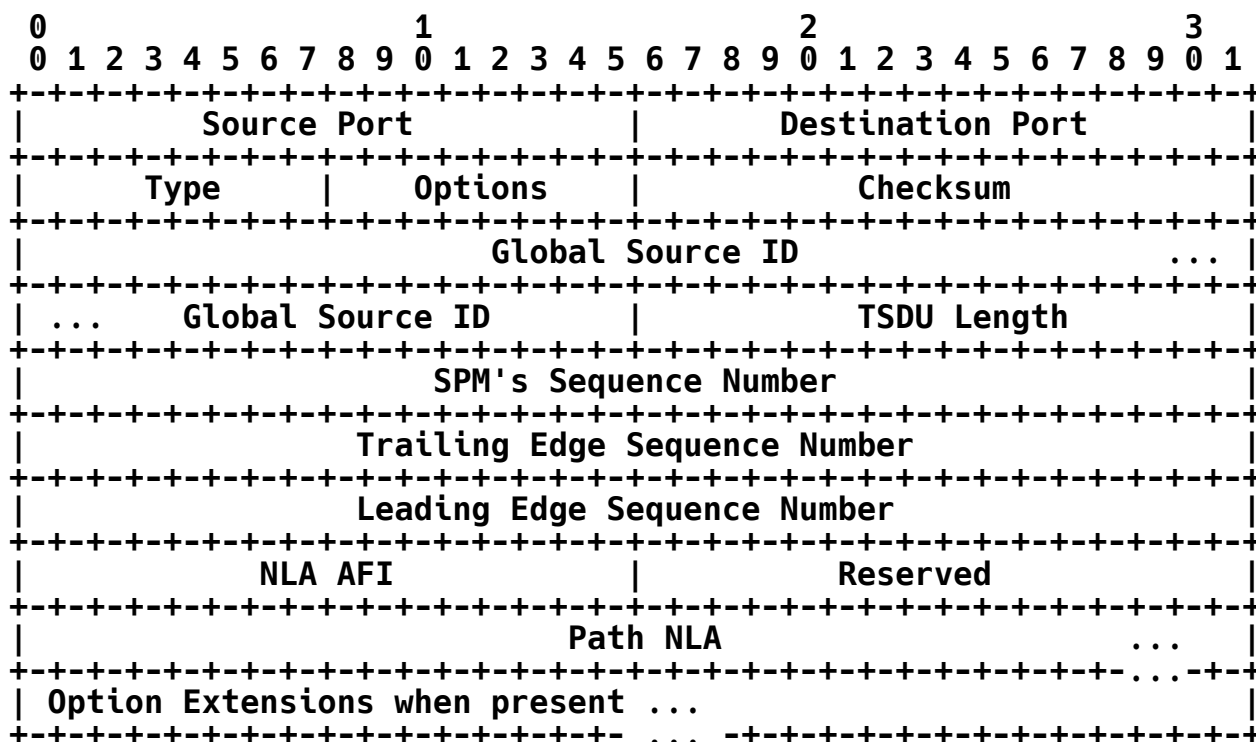 0                   1                   2                   3
 0 1 2 3 4 5 6 7 8 9 0 1 2 3 4 5 6 7 8 9 0 1 2 3 4 5 6 7 8 9 0 1
+-+-+-+-+-+-+-+-+-+-+-+-+-+-+-+-+-+-+-+-+-+-+-+-+-+-+-+-+-+-+-+-+
|         Source Port           |       Destination Port        |
+-+-+-+-+-+-+-+-+-+-+-+-+-+-+-+-+-+-+-+-+-+-+-+-+-+-+-+-+-+-+-+-+
|      Type     |    Options    |           Checksum            |
+-+-+-+-+-+-+-+-+-+-+-+-+-+-+-+-+-+-+-+-+-+-+-+-+-+-+-+-+-+-+-+-+
|                        Global Source ID                   ... |
+-+-+-+-+-+-+-+-+-+-+-+-+-+-+-+-+-+-+-+-+-+-+-+-+-+-+-+-+-+-+-+-+
| ...    Global Source ID       |           TSDU Length         |
+-+-+-+-+-+-+-+-+-+-+-+-+-+-+-+-+-+-+-+-+-+-+-+-+-+-+-+-+-+-+-+-+
|                     SPM's Sequence Number                     |
+-+-+-+-+-+-+-+-+-+-+-+-+-+-+-+-+-+-+-+-+-+-+-+-+-+-+-+-+-+-+-+-+
|                 Trailing Edge Sequence Number                 |
+-+-+-+-+-+-+-+-+-+-+-+-+-+-+-+-+-+-+-+-+-+-+-+-+-+-+-+-+-+-+-+-+
|                 Leading Edge Sequence Number                  |
+-+-+-+-+-+-+-+-+-+-+-+-+-+-+-+-+-+-+-+-+-+-+-+-+-+-+-+-+-+-+-+-+
|            NLA AFI            |          Reserved             |
+-+-+-+-+-+-+-+-+-+-+-+-+-+-+-+-+-+-+-+-+-+-+-+-+-+-+-+-+-+-+-+-+
|                            Path NLA                     ...   |
+-+-+-+-+-+-+-+-+-+-+-+-+-+-+-+-+-+-+-+-+-+-+-+-+-+-+-+-+-...-+-+
| Option Extensions when present ...                            |
+-+-+-+-+-+-+-+-+-+-+-+-+-+-+-+- ... -+-+-+-+-+-+-+-+-+-+-+-+-+-+